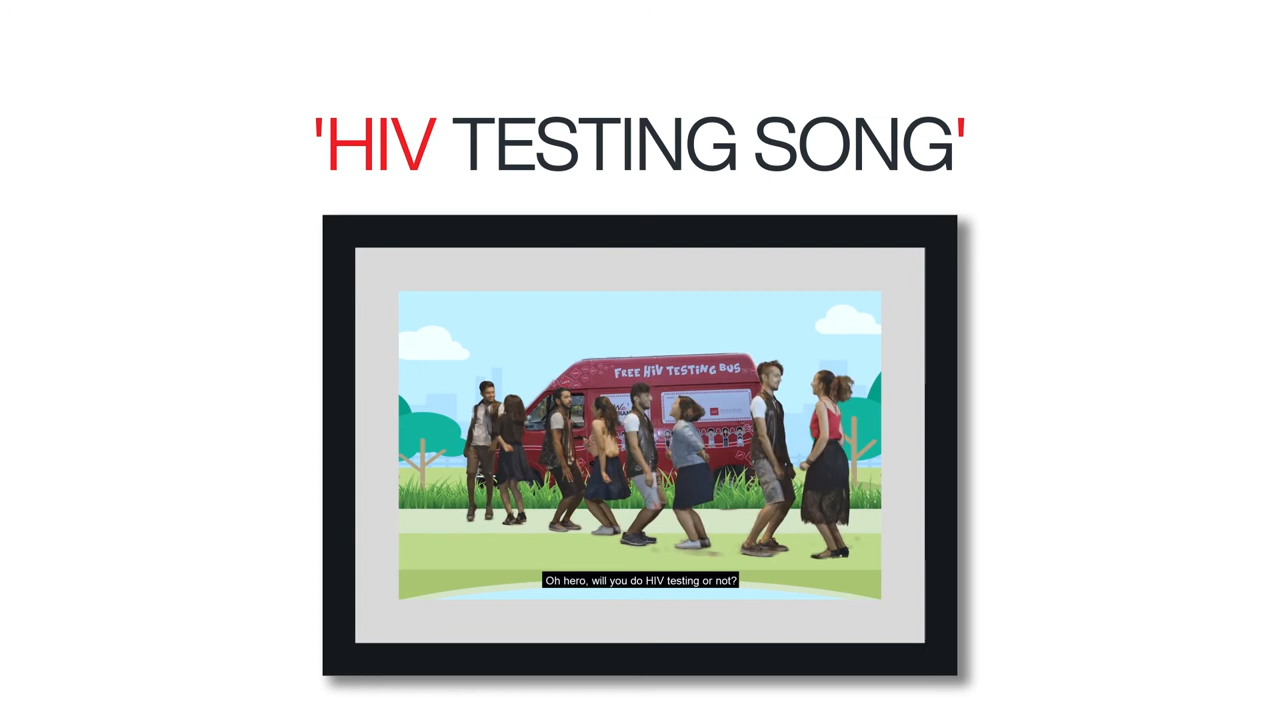 'HIV TESTING SONG'
FREE HIV TESTING BUS
Oh hero, will you do HIV testing or not?